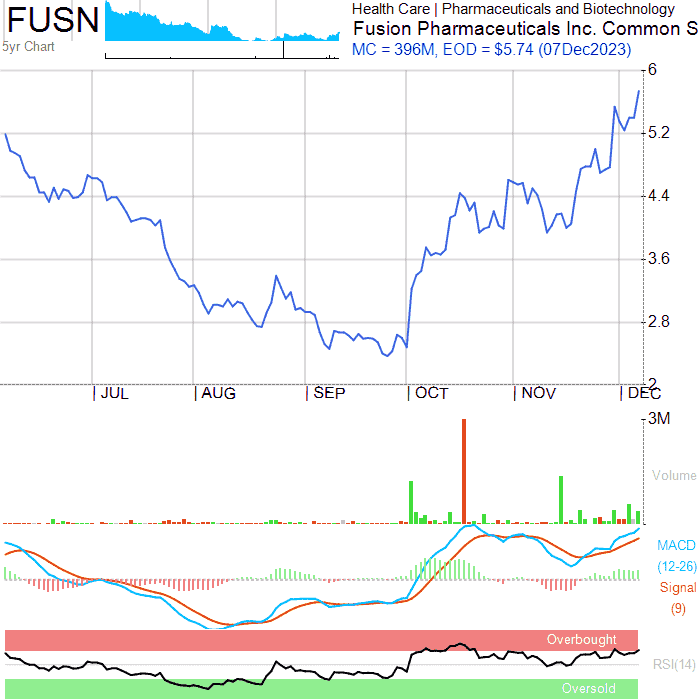 FUSN
5yr Chart
Health Care | Pharmaceuticals and Biotechnology
Fusion Pharmaceuticals Inc. Common S
MC = 396M, EOD = $5.74 (07Dec2023)
6
5.2
4.4
3.6
2.8
2
JUL AUG SEP OCT NOV DEC
3M
Volume
MACD
(12-26)
Signal
(9)
Overbought
RSI(14)
Oversold